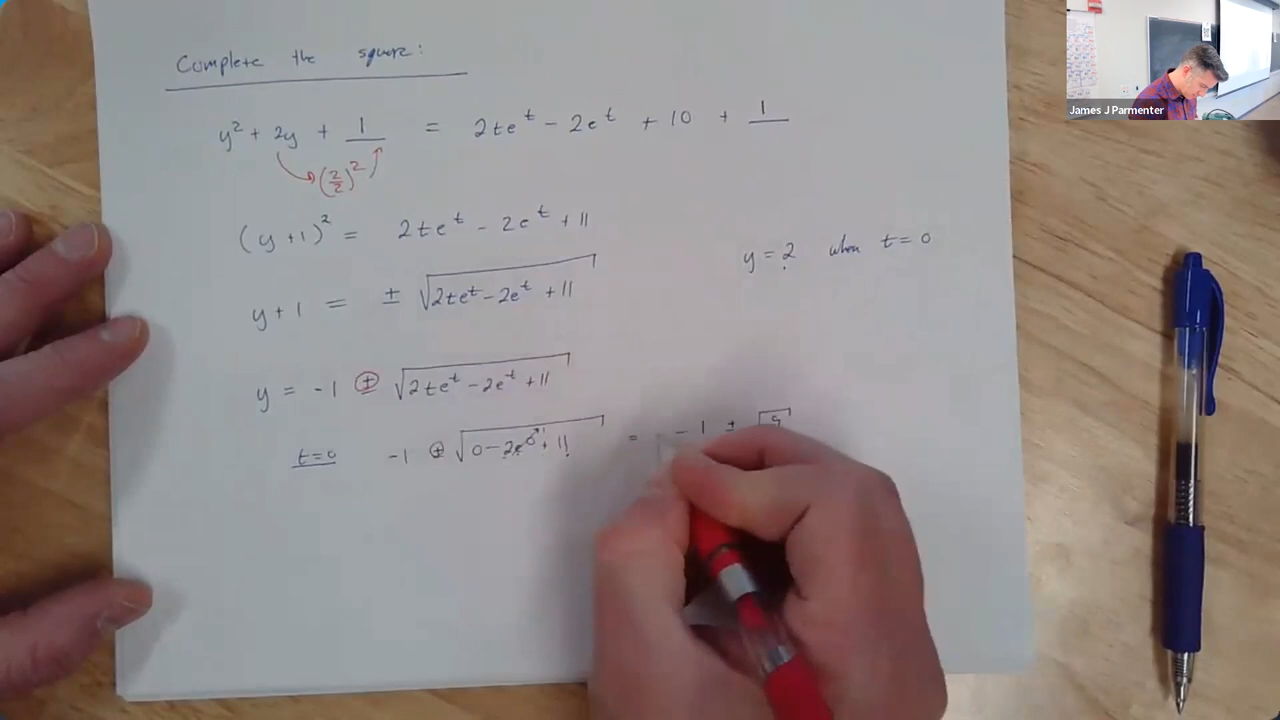 Complete the square:
y² + 2y + 1 = 2te^t - 2e^t + 10 + 1
(2/2)²
(y+1)² = 2te^t - 2e^t + 11
y = 2 when t = 0
y + 1 = ± √(2te^t - 2e^t + 11)
y = -1 ± √(2te^t - 2e^t + 11)
t=0 -1 ± √(0 - 2e^0 + 11) = -1 ± √9
James J Parmenter